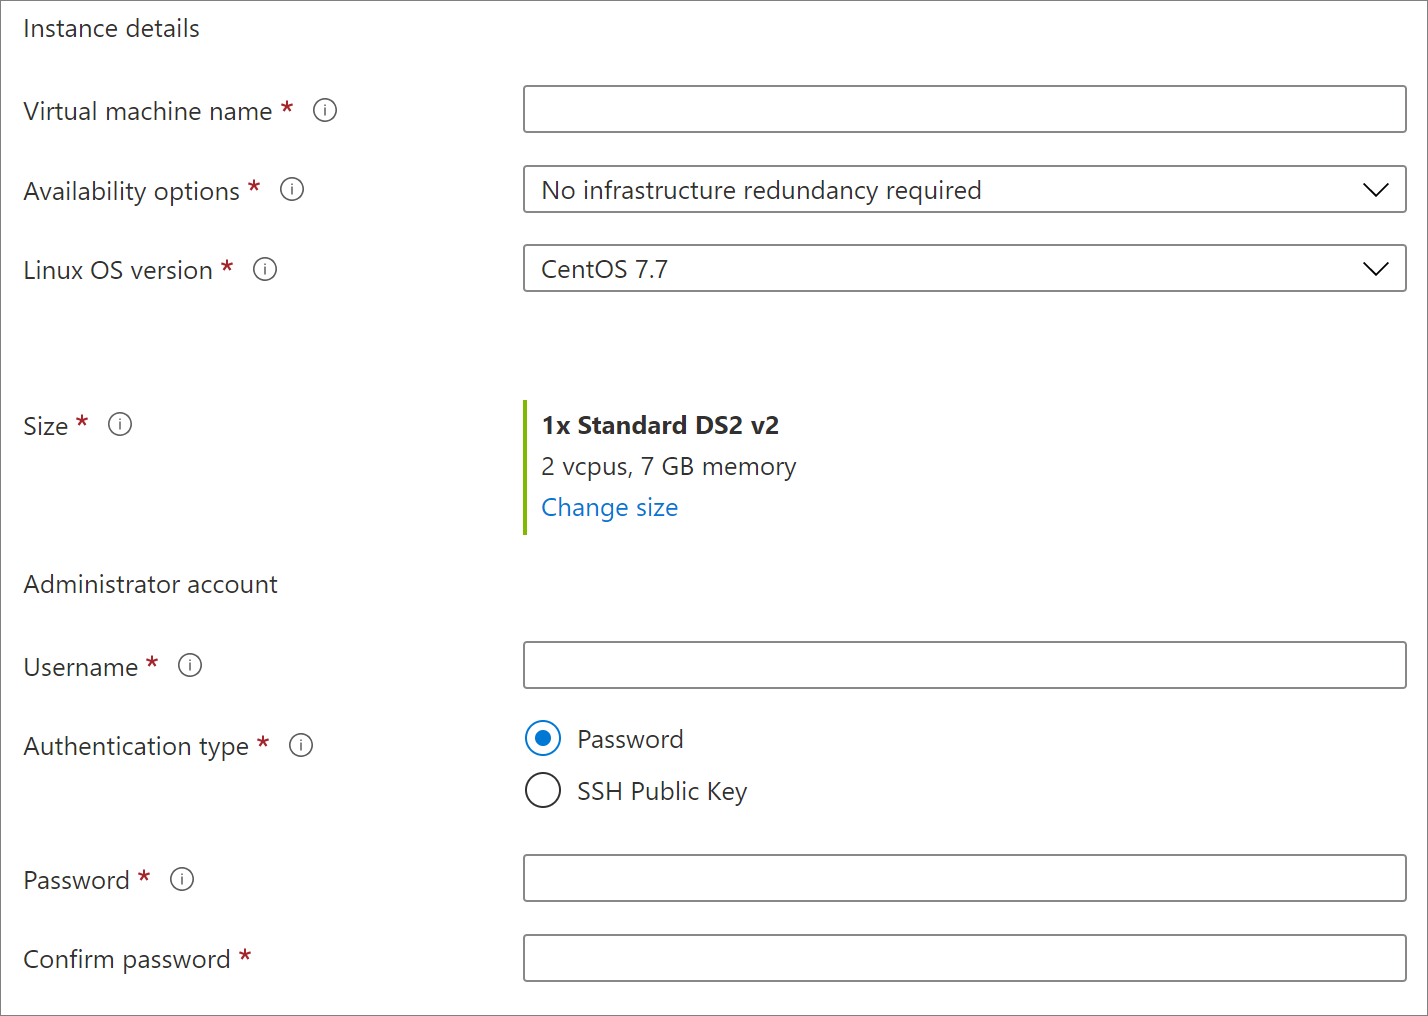 Instance details
Virtual machine name *
Availability options *
No infrastructure redundancy required
Linux OS version *
CentOS 7.7
Size *
1x Standard DS2 v2
2 vcpus, 7 GB memory
Change size
Administrator account
Username *
Authentication type *
Password
SSH Public Key
Password *
Confirm password *